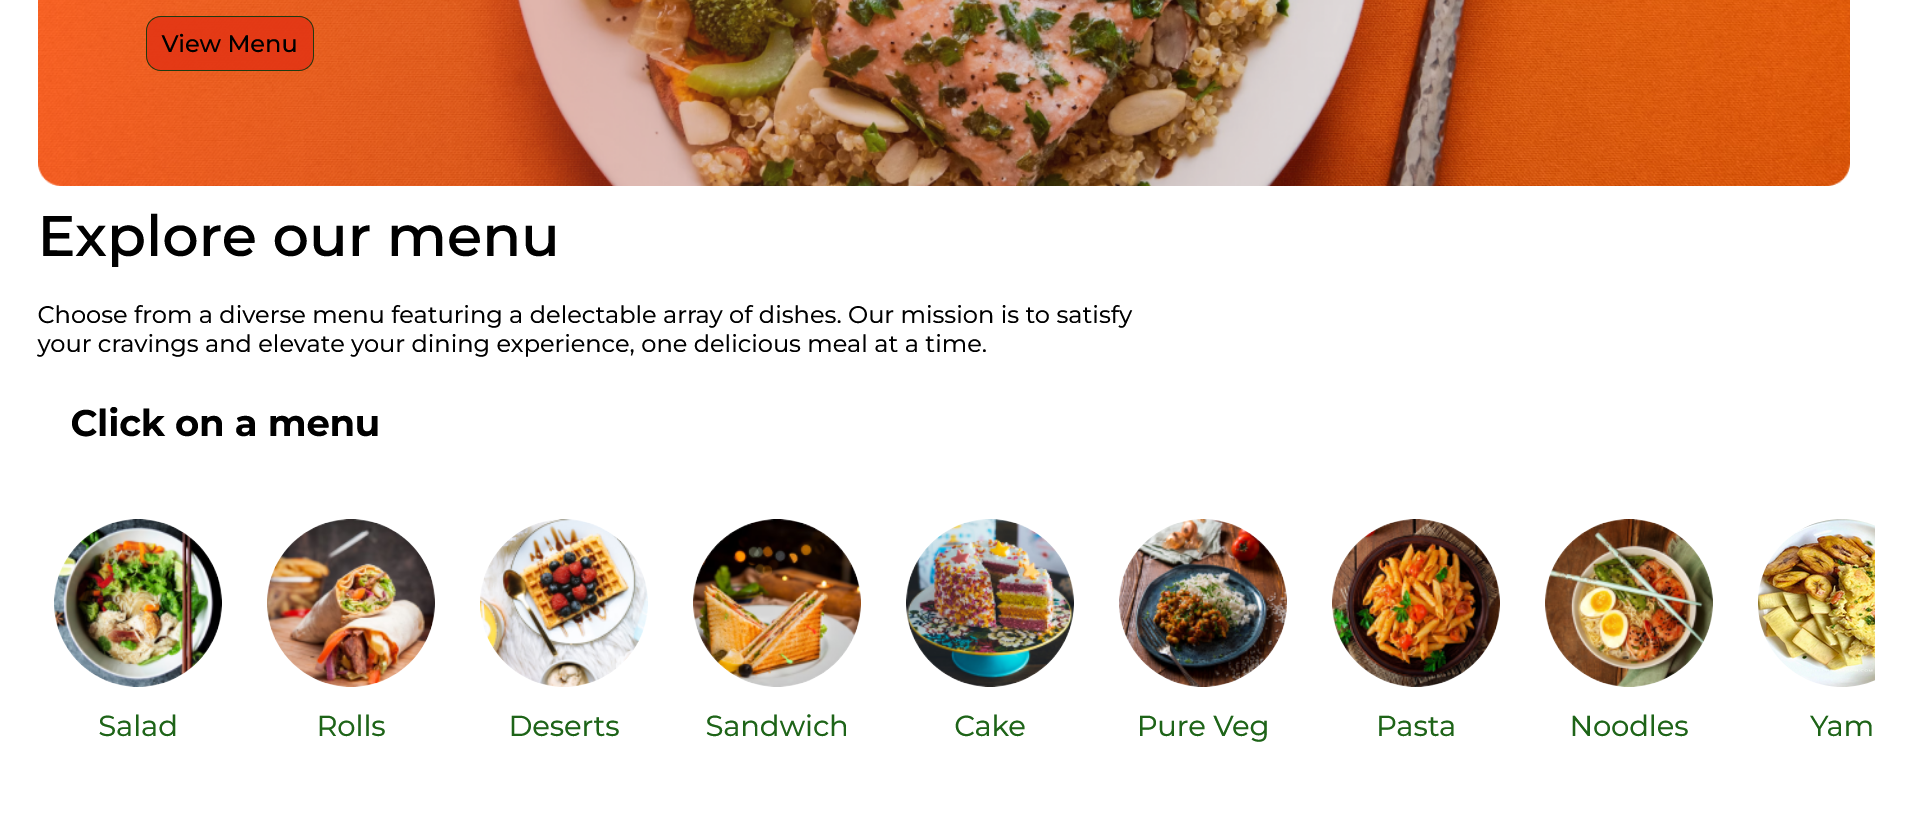 View Menu
Explore our menu
Choose from a diverse menu featuring a delectable array of dishes. Our mission is to satisfy
your cravings and elevate your dining experience, one delicious meal at a time.
Click on a menu
Salad
Rolls
Deserts
Sandwich
Cake
Pure Veg
Pasta
Noodles
Yam